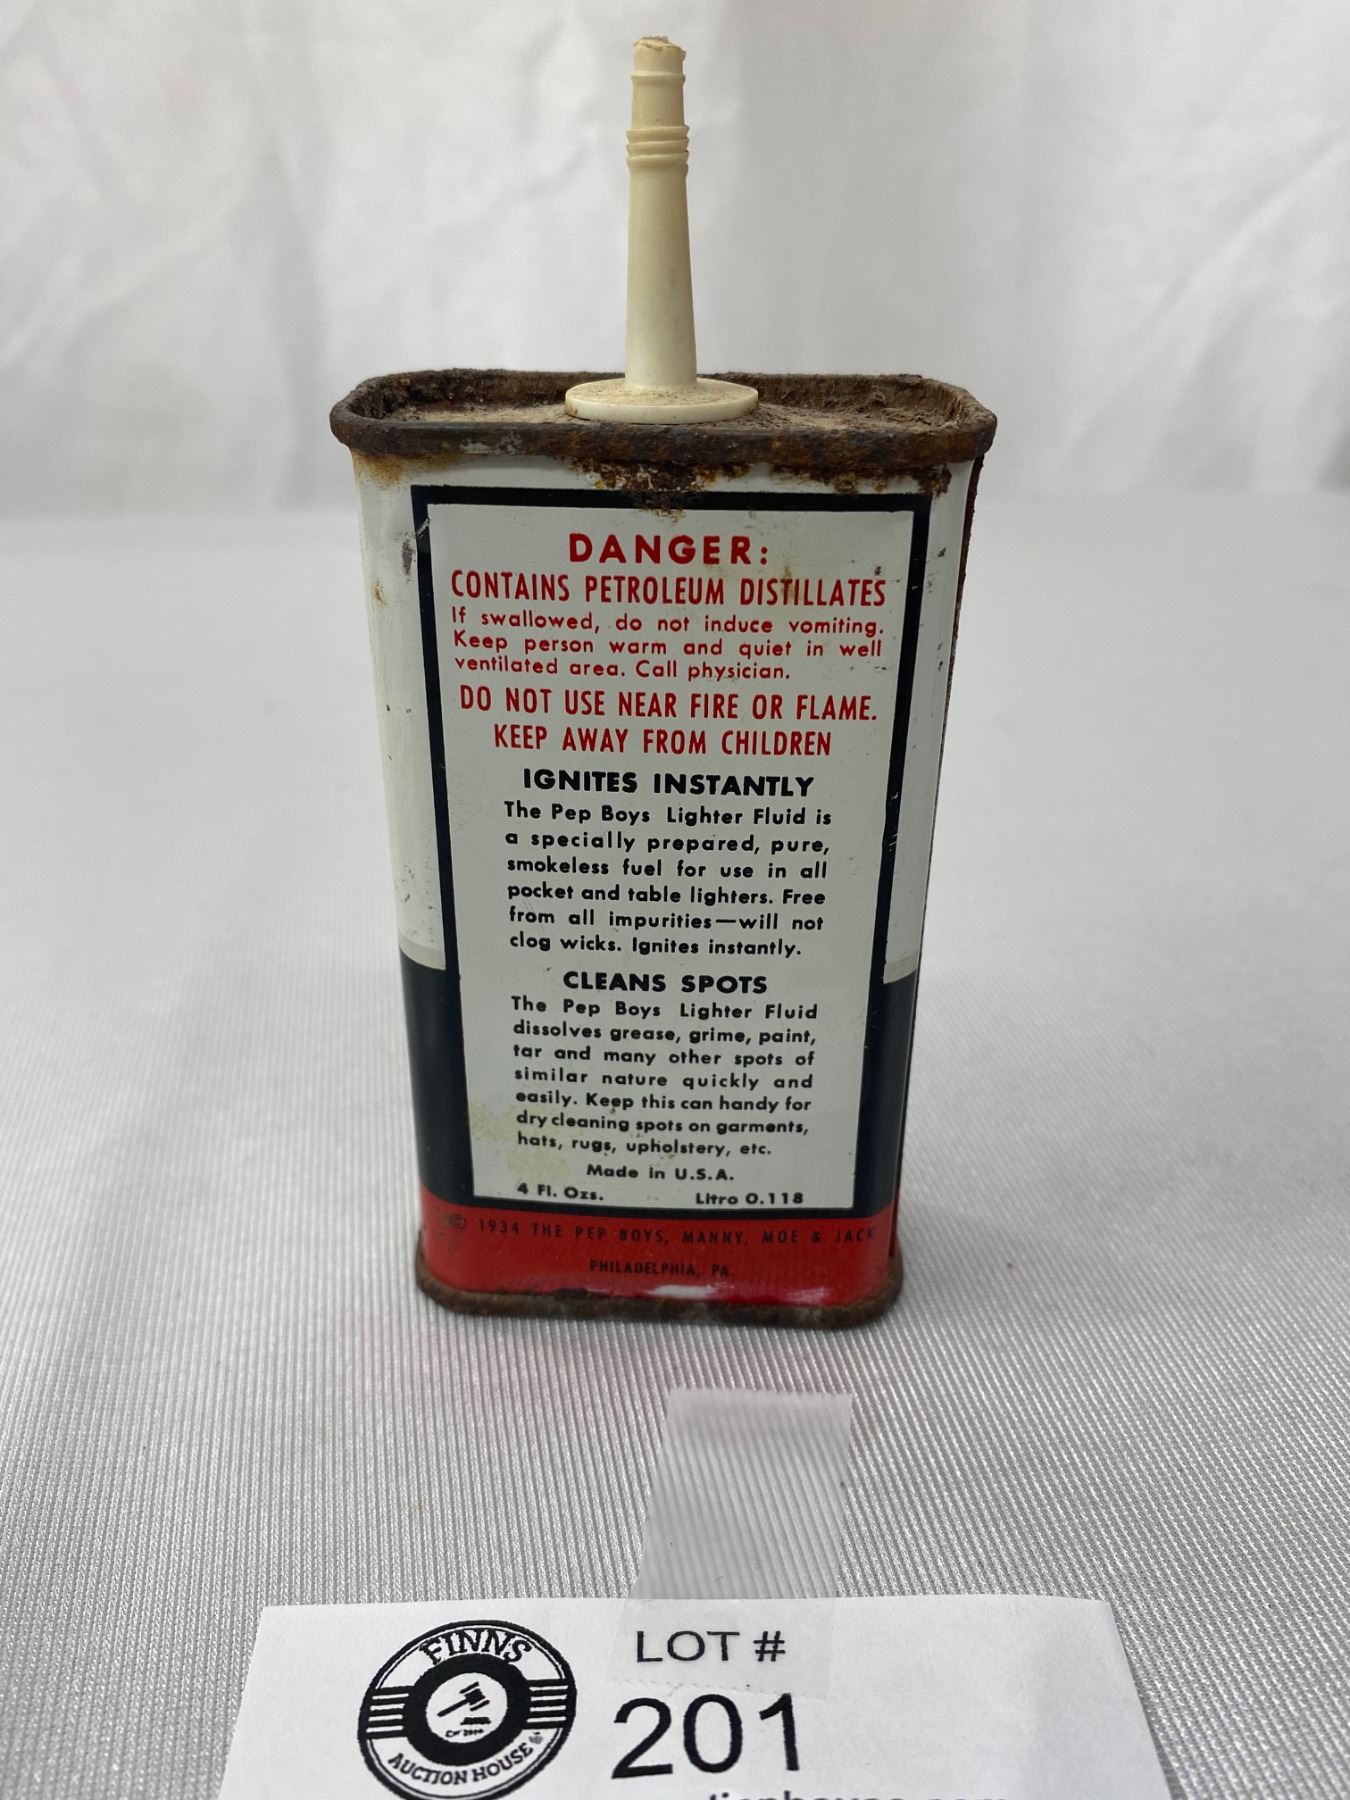 DANGER:
CONTAINS PETROLEUM DISTILLATES
If swallowed, do not induce vomiting.
Keep person warm and quiet in well
ventilated area. Call physician.
DO NOT USE NEAR FIRE OR FLAME.
KEEP AWAY FROM CHILDREN
IGNITES INSTANTLY
The Pep Boys Lighter Fluid is
a specially prepared, pure,
smokeless fuel for use in all
pocket and table lighters. Free
from all impurities—will not
clog wicks. Ignites instantly.
CLEANS SPOTS
The Pep Boys Lighter Fluid
dissolves grease, grime, paint,
tar and many other spots of
similar nature quickly and
easily. Keep this can handy for
dry cleaning spots on garments,
hats, rugs, upholstery, etc.
Made in U.S.A.
4 Fl. Ozs. Litro 0.118
© 1934 THE PEP BOYS, MANNY, MOE & JACK
PHILADELPHIA, PA.
FINNS
AUCTION HOUSE
LOT #
201